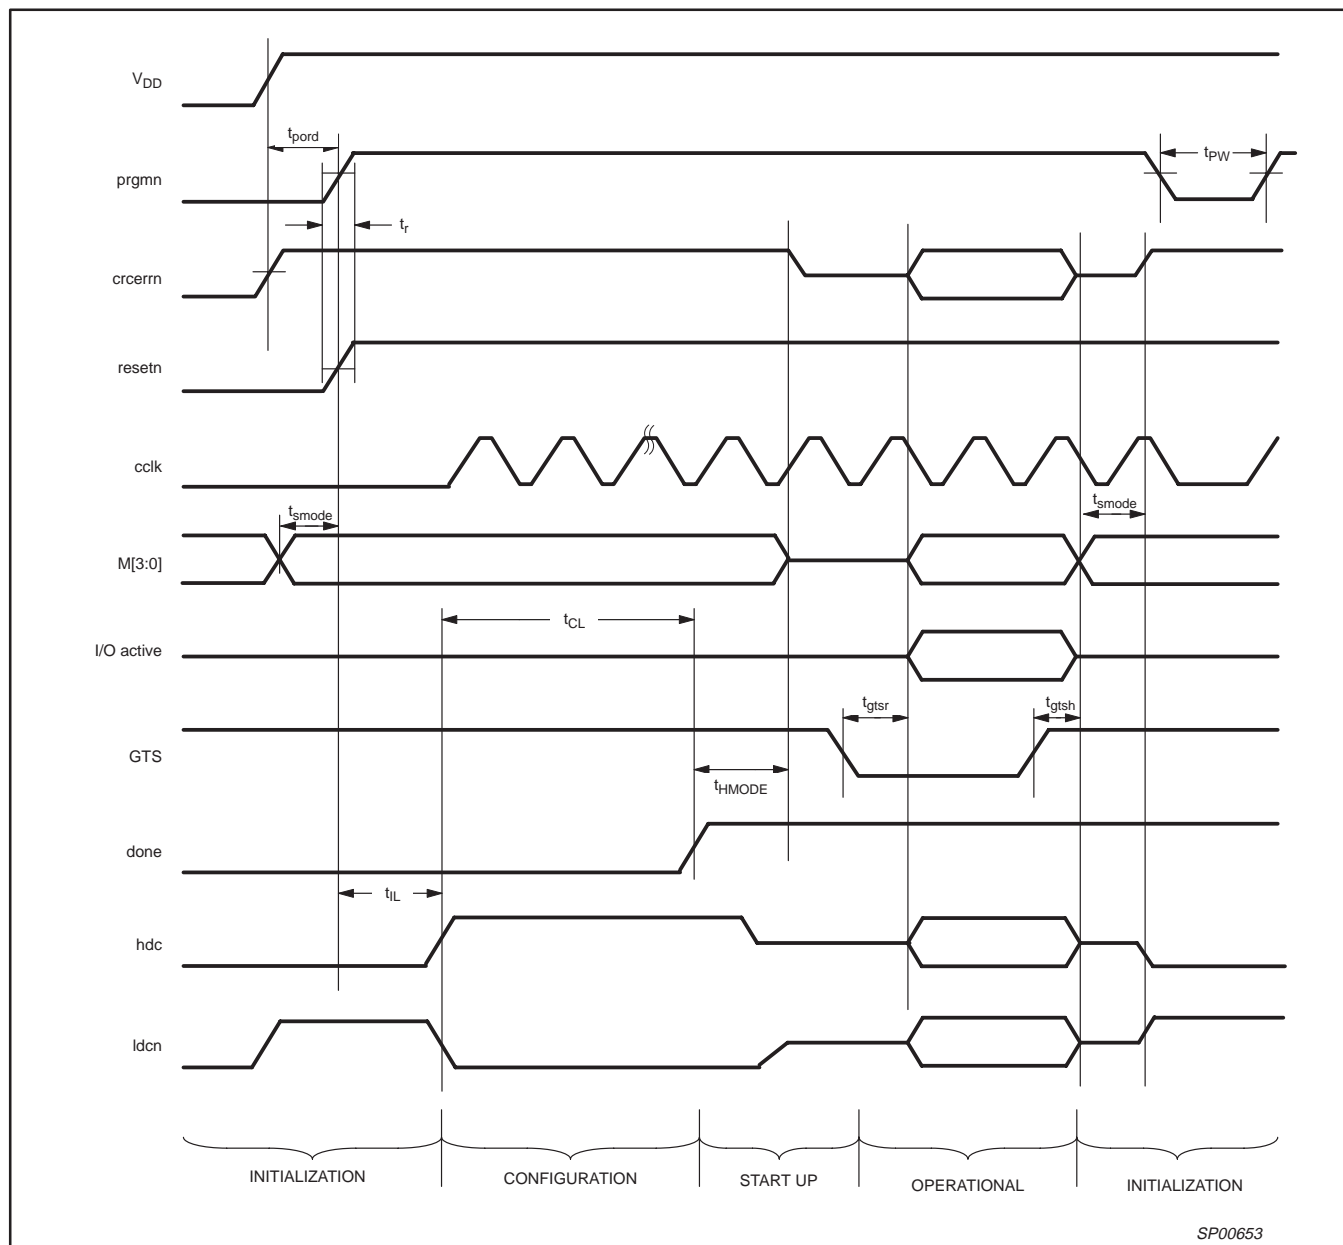 VDD
tpord
tPW
prgmn
tr
crcerrn
resetn
cclk
tsmode
tsmode
M[3:0]
tCL
I/O active
tgtsr
tgtsh
GTS
tHMODE
done
tIL
hdc
ldcn
INITIALIZATION
CONFIGURATION
START UP
OPERATIONAL
INITIALIZATION
SP00653